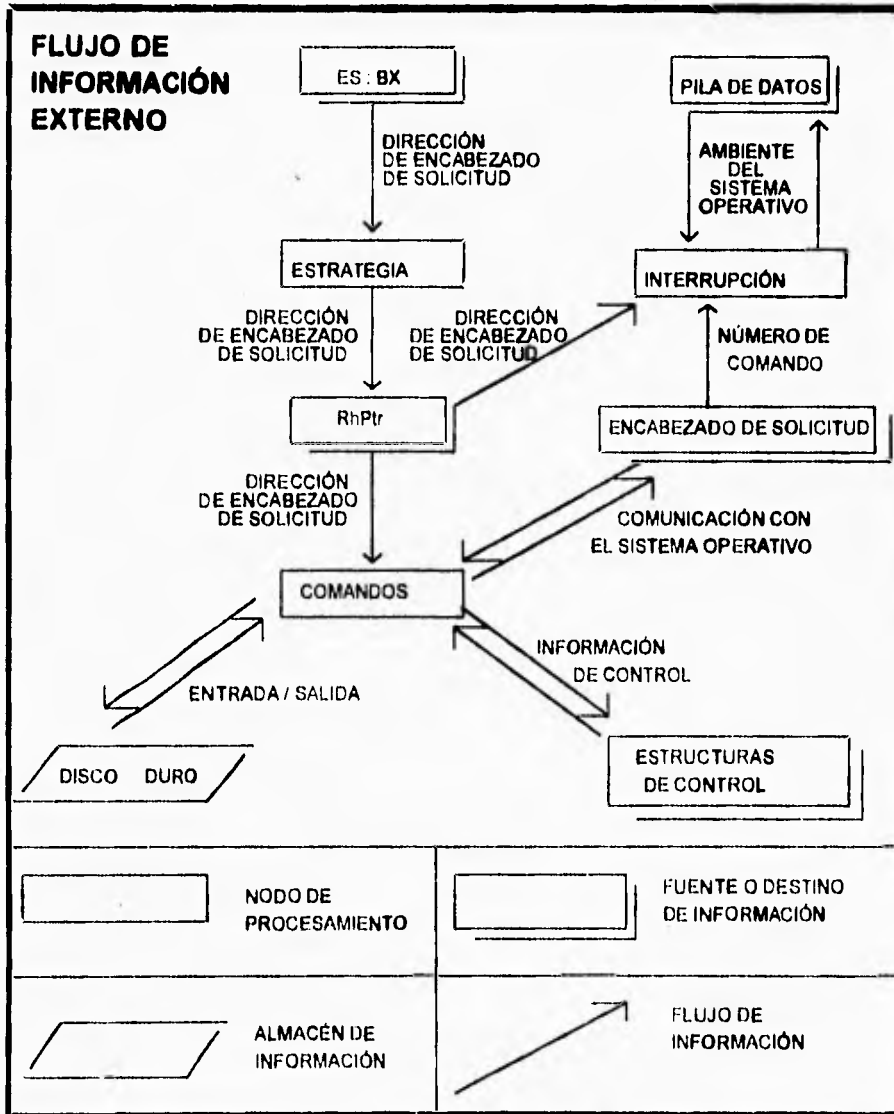 FLUJO DE
INFORMACIÓN
EXTERNO
ES : BX
PILA DE DATOS
DIRECCIÓN
DE ENCABEZADO
DE SOLICITUD
AMBIENTE
DEL
SISTEMA
OPERATIVO
ESTRATEGIA
INTERRUPCIÓN
DIRECCIÓN
DE ENCABEZADO
DE SOLICITUD
DIRECCIÓN
DE ENCABEZADO
DE SOLICITUD
NÚMERO DE
COMANDO
RhPtr
ENCABEZADO DE SOLICITUD
DIRECCIÓN
DE ENCABEZADO
DE SOLICITUD
COMUNICACIÓN CON
EL SISTEMA OPERATIVO
COMANDOS
INFORMACIÓN
DE CONTROL
ENTRADA / SALIDA
DISCO DURO
ESTRUCTURAS
DE CONTROL
NODO DE
PROCESAMIENTO
FUENTE O DESTINO
DE INFORMACIÓN
ALMACÉN DE
INFORMACIÓN
FLUJO DE
INFORMACIÓN